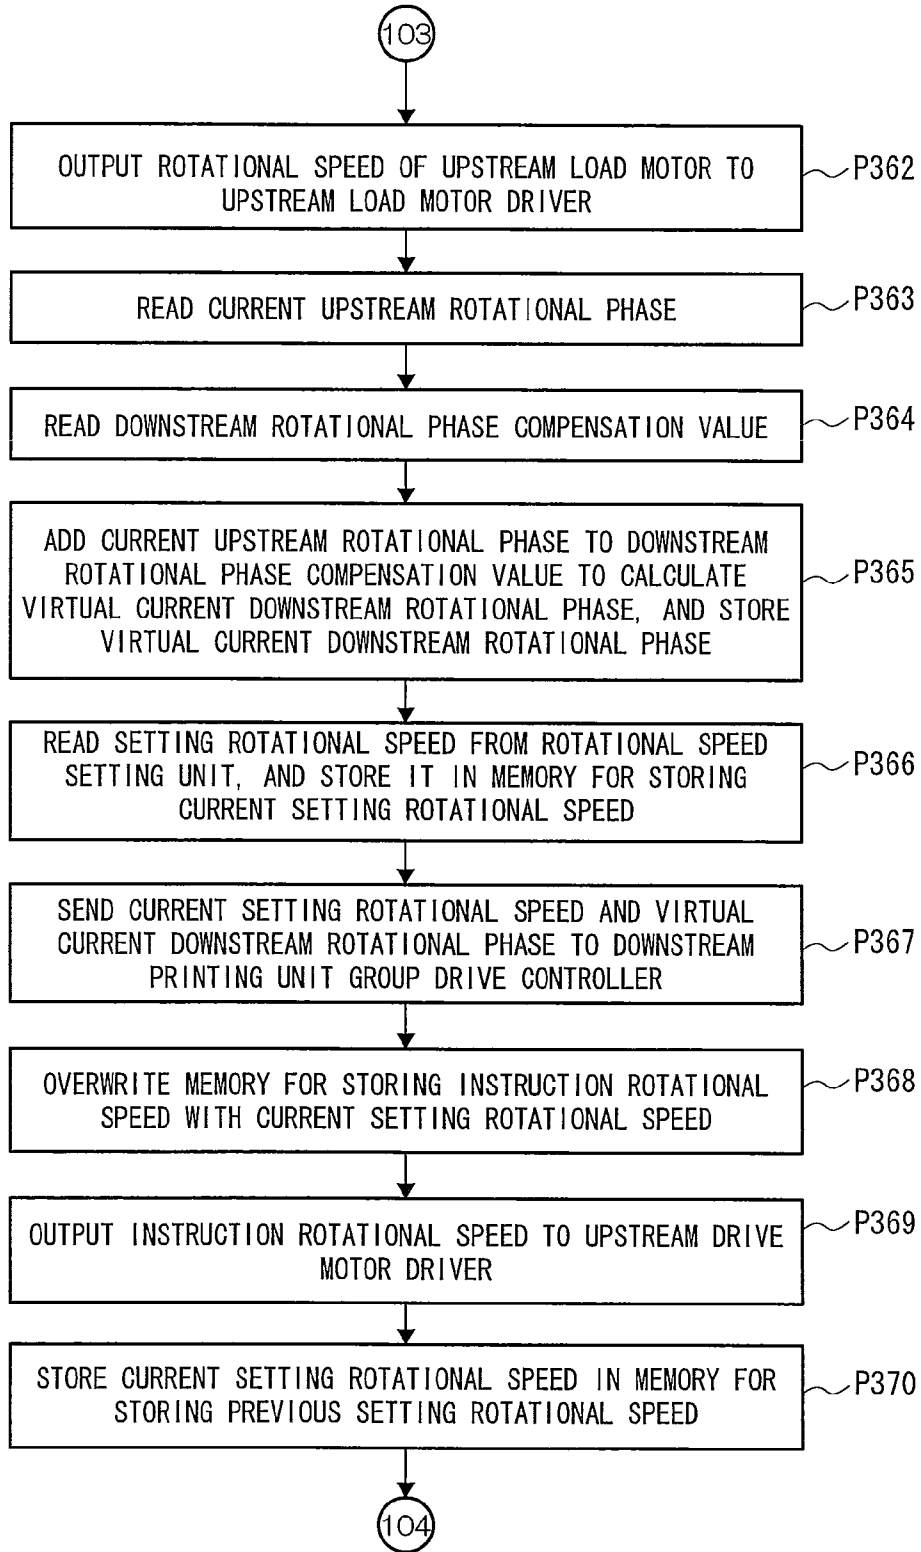 103
OUTPUT ROTATIONAL SPEED OF UPSTREAM LOAD MOTOR TO
UPSTREAM LOAD MOTOR DRIVER
P362
READ CURRENT UPSTREAM ROTATIONAL PHASE
P363
READ DOWNSTREAM ROTATIONAL PHASE COMPENSATION VALUE
P364
ADD CURRENT UPSTREAM ROTATIONAL PHASE TO DOWNSTREAM
ROTATIONAL PHASE COMPENSATION VALUE TO CALCULATE
VIRTUAL CURRENT DOWNSTREAM ROTATIONAL PHASE, AND STORE
VIRTUAL CURRENT DOWNSTREAM ROTATIONAL PHASE
P365
READ SETTING ROTATIONAL SPEED FROM ROTATIONAL SPEED
SETTING UNIT, AND STORE IT IN MEMORY FOR STORING
CURRENT SETTING ROTATIONAL SPEED
P366
SEND CURRENT SETTING ROTATIONAL SPEED AND VIRTUAL
CURRENT DOWNSTREAM ROTATIONAL PHASE TO DOWNSTREAM
PRINTING UNIT GROUP DRIVE CONTROLLER
P367
OVERWRITE MEMORY FOR STORING INSTRUCTION ROTATIONAL
SPEED WITH CURRENT SETTING ROTATIONAL SPEED
P368
OUTPUT INSTRUCTION ROTATIONAL SPEED TO UPSTREAM DRIVE
MOTOR DRIVER
P369
STORE CURRENT SETTING ROTATIONAL SPEED IN MEMORY FOR
STORING PREVIOUS SETTING ROTATIONAL SPEED
P370
104